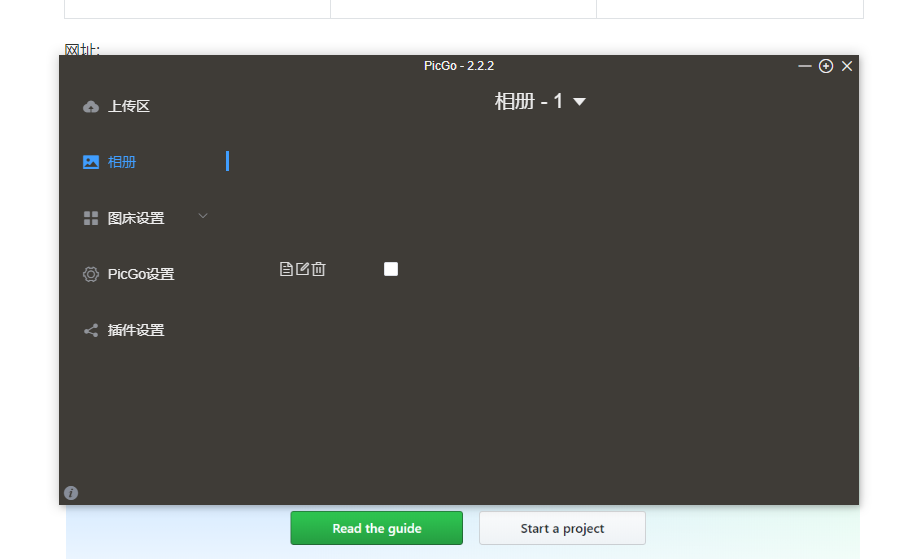 网址:
PicGo - 2.2.2
上传区
相册 - 1
相册
图床设置
PicGo设置
插件设置
Read the guide
Start a project